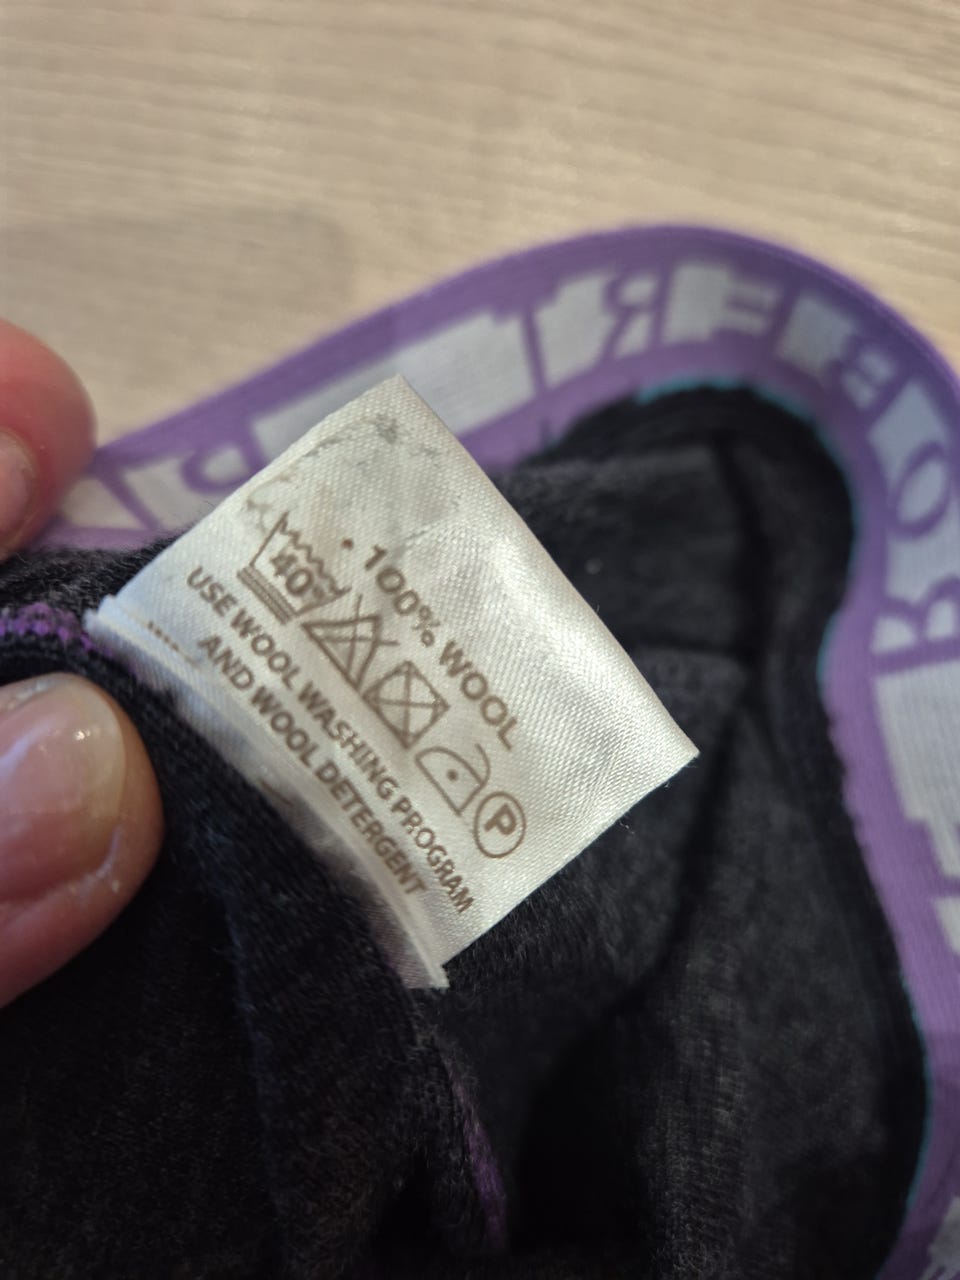 100% WOOL
40°
P
USE WOOL WASHING PROGRAM
AND WOOL DETERGENT